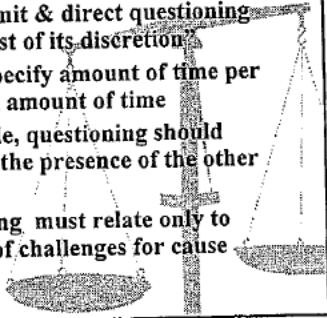 nit & direct questioning
st of its discretion”
pecify amount of time per
amount of time
le, questioning should
the presence of the other
ng must relate only to
of challenges for cause